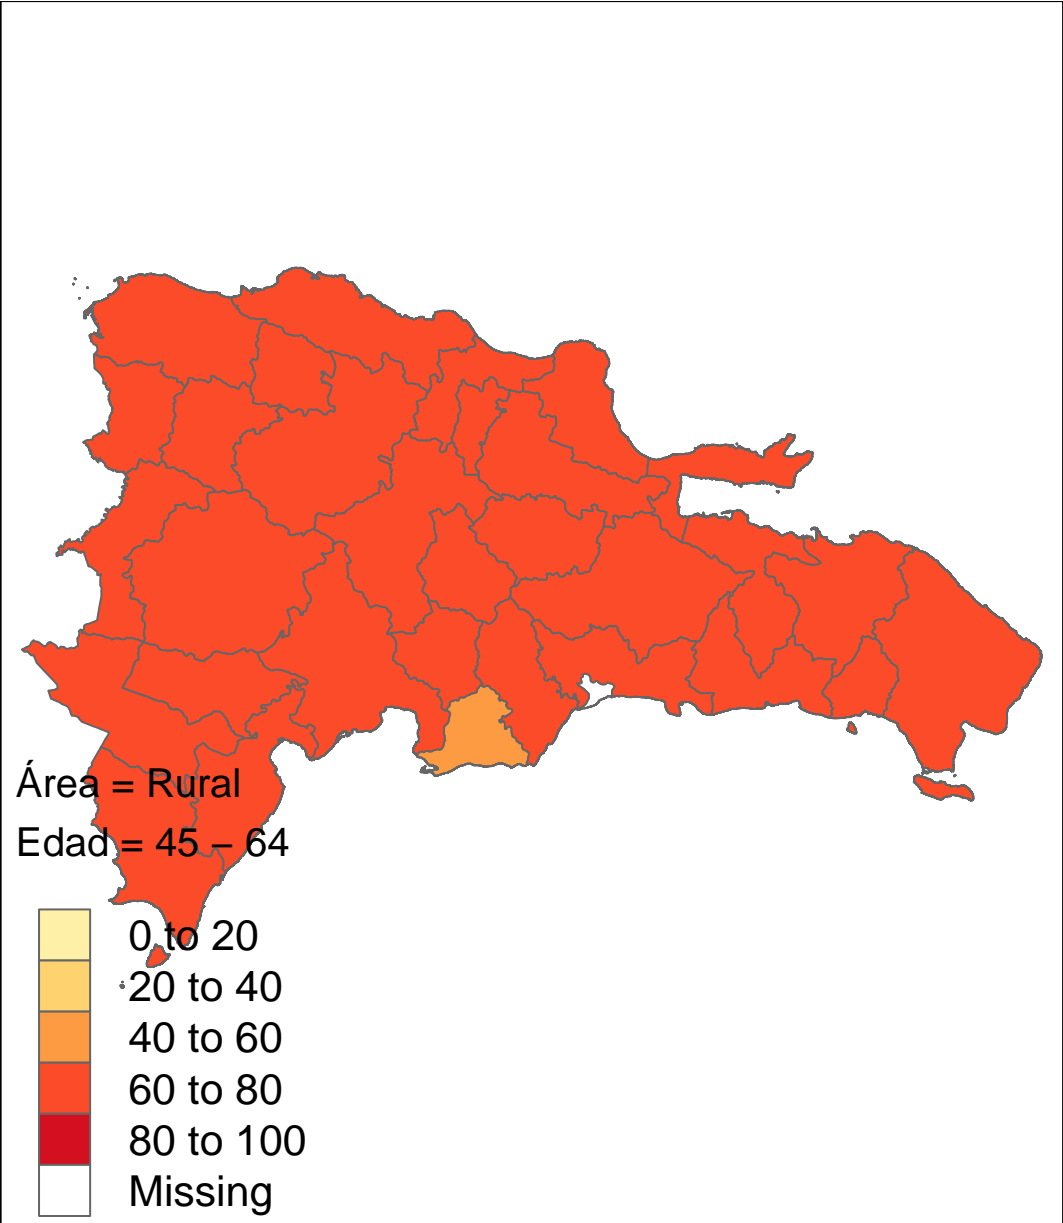 Área = Rural
Edad = 45 – 64
0 to 20
20 to 40
40 to 60
60 to 80
80 to 100
Missing